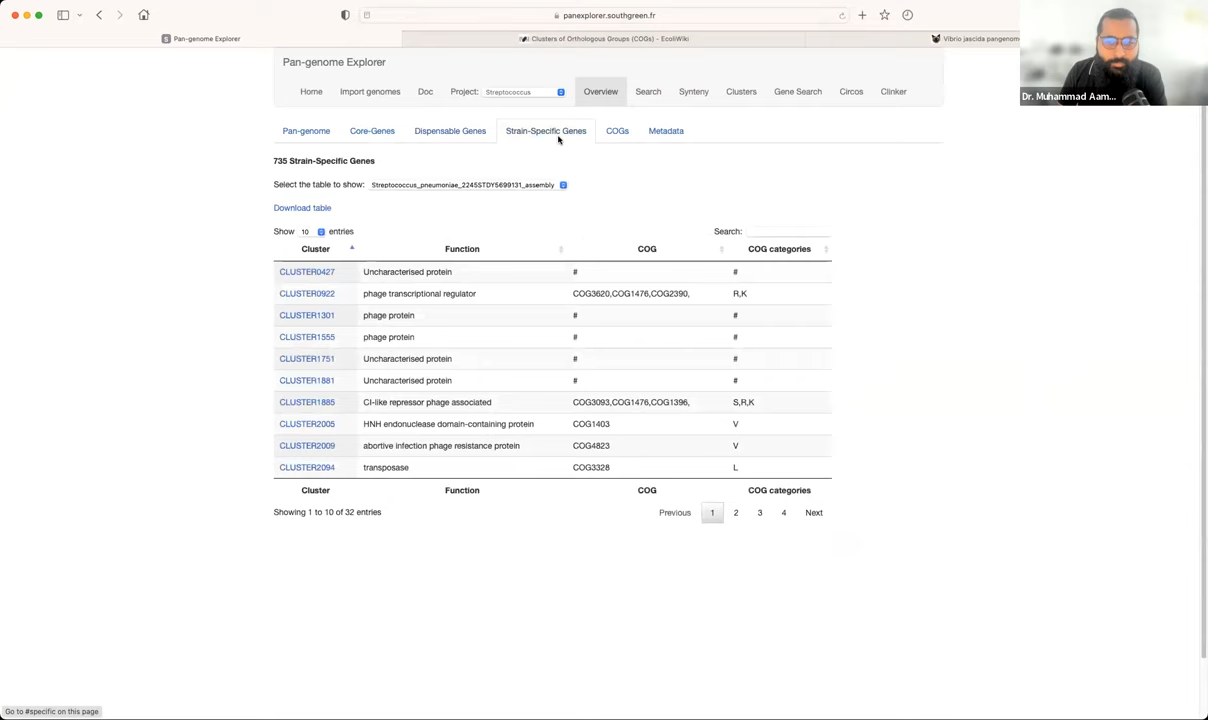 panexplorer.southgreen.fr
Pan-genome Explorer
Clusters of Orthologous Groups (COGs) - EcoliWiki
Vibrio jascida pangenom
Pan-genome Explorer
Home
Import genomes
Doc
Project:
Streptococcus
Overview
Search
Synteny
Clusters
Gene Search
Circos
Clinker
Dr. Muhammad Aam...
Pan-genome
Core-Genes
Dispensable Genes
Strain-Specific Genes
COGs
Metadata
735 Strain-Specific Genes
Select the table to show: Streptococcus_pneumoniae_2245STDY5699131_assembly
Download table
Show 10 entries
Search:
Cluster Function COG COG categories
CLUSTER0427 Uncharacterised protein # #
CLUSTER0922 phage transcriptional regulator COG3620,COG1476,COG2390, R,K
CLUSTER1301 phage protein # #
CLUSTER1555 phage protein # #
CLUSTER1751 Uncharacterised protein # #
CLUSTER1881 Uncharacterised protein # #
CLUSTER1885 CI-like repressor phage associated COG3093,COG1476,COG1396, S,R,K
CLUSTER2005 HNH endonuclease domain-containing protein COG1403 V
CLUSTER2009 abortive infection phage resistance protein COG4823 V
CLUSTER2094 transposase COG3328 L
Cluster Function COG COG categories
Showing 1 to 10 of 32 entries
Previous 1 2 3 4 Next
Go to #specific on this page